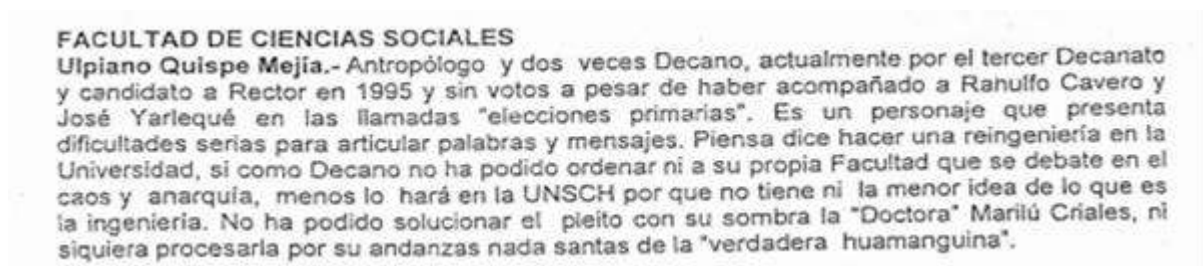 FACULTAD DE CIENCIAS SOCIALES
Ulpiano Quispe Mejía.- Antropólogo y dos veces Decano, actualmente por el tercer Decanato
y candidato a Rector en 1995 y sin votos a pesar de haber acompañado a Ranulfo Cavero y
José Yarlequé en las llamadas "elecciones primarias". Es un personaje que presenta
dificultades serias para articular palabras y mensajes. Piensa dice hacer una reingeniería en la
Universidad, si como Decano no ha podido ordenar ni a su propia Facultad que se debate en el
caos y anarquía, menos lo hará en la UNSCH por que no tiene ni la menor idea de lo que es
la ingeniería. No ha podido solucionar el pleito con su sombra la "Doctora" Marilú Criales, ni
siquiera procesarla por su andanzas nada santas de la "verdadera huamanguina".